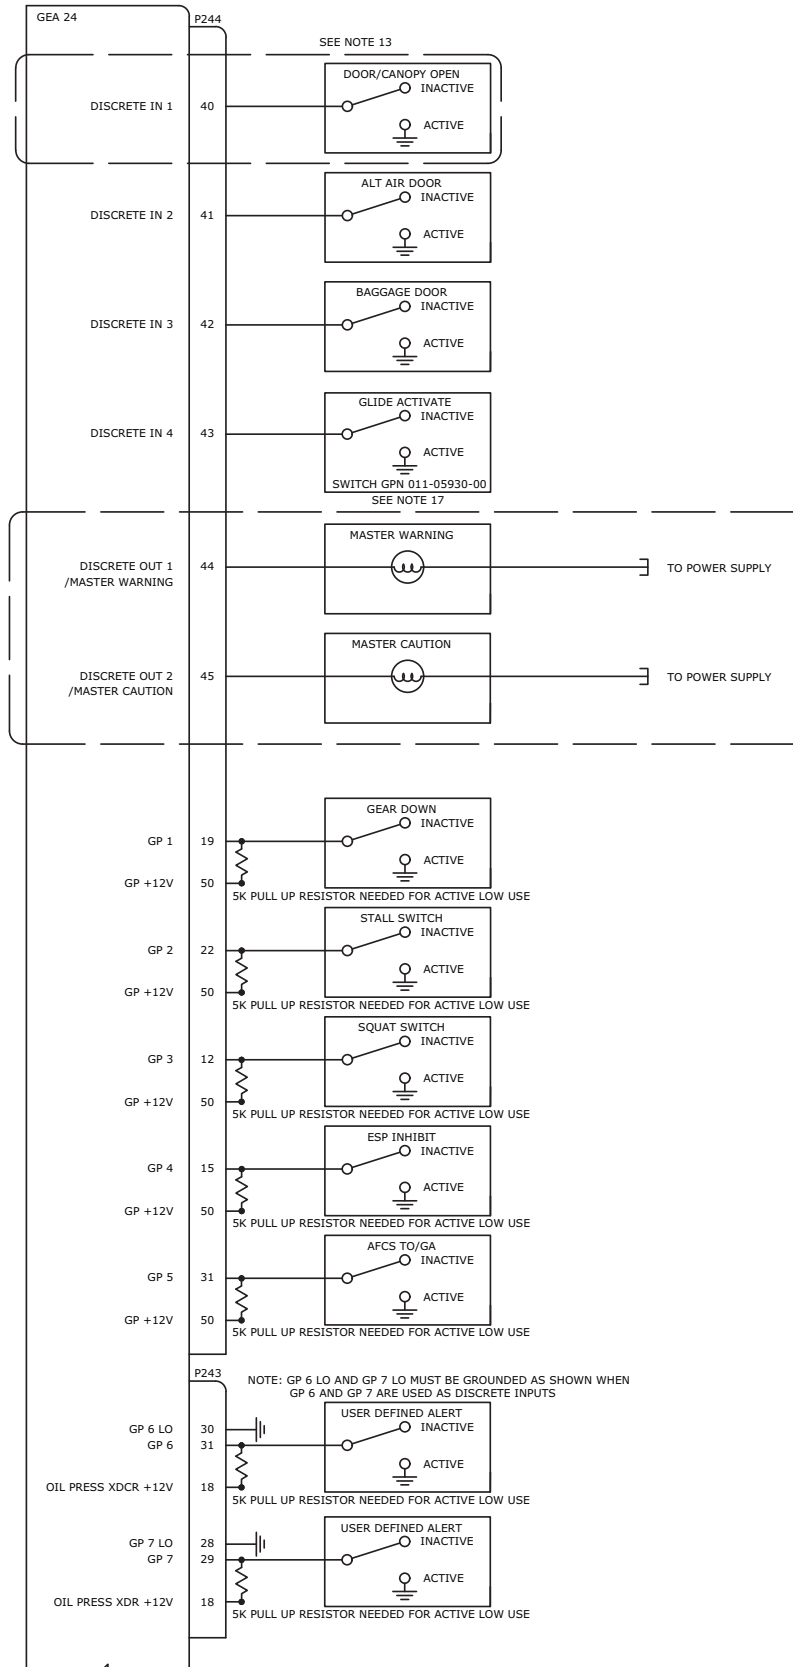 GEA 24
P244
SEE NOTE 13
DOOR/CANOPY OPEN
INACTIVE
DISCRETE IN 1 40
ACTIVE
ALT AIR DOOR
INACTIVE
DISCRETE IN 2 41
ACTIVE
BAGGAGE DOOR
INACTIVE
DISCRETE IN 3 42
ACTIVE
GLIDE ACTIVATE
INACTIVE
DISCRETE IN 4 43
ACTIVE
SWITCH GPN 011-05930-00
SEE NOTE 17
MASTER WARNING
DISCRETE OUT 1 44 TO POWER SUPPLY
/MASTER WARNING
MASTER CAUTION
DISCRETE OUT 2 45 TO POWER SUPPLY
/MASTER CAUTION
GEAR DOWN
INACTIVE
GP 1 19
ACTIVE
GP +12V 50
5K PULL UP RESISTOR NEEDED FOR ACTIVE LOW USE
STALL SWITCH
INACTIVE
GP 2 22
ACTIVE
GP +12V 50
5K PULL UP RESISTOR NEEDED FOR ACTIVE LOW USE
SQUAT SWITCH
INACTIVE
GP 3 12
ACTIVE
GP +12V 50
5K PULL UP RESISTOR NEEDED FOR ACTIVE LOW USE
ESP INHIBIT
INACTIVE
GP 4 15
ACTIVE
GP +12V 50
5K PULL UP RESISTOR NEEDED FOR ACTIVE LOW USE
AFCS TO/GA
INACTIVE
GP 5 31
ACTIVE
GP +12V 50
5K PULL UP RESISTOR NEEDED FOR ACTIVE LOW USE
P243
NOTE: GP 6 LO AND GP 7 LO MUST BE GROUNDED AS SHOWN WHEN
GP 6 AND GP 7 ARE USED AS DISCRETE INPUTS
USER DEFINED ALERT
INACTIVE
GP 6 LO 30
GP 6 31
ACTIVE
OIL PRESS XDCR +12V 18
5K PULL UP RESISTOR NEEDED FOR ACTIVE LOW USE
USER DEFINED ALERT
INACTIVE
GP 7 LO 28
GP 7 29
ACTIVE
OIL PRESS XDR +12V 18
5K PULL UP RESISTOR NEEDED FOR ACTIVE LOW USE